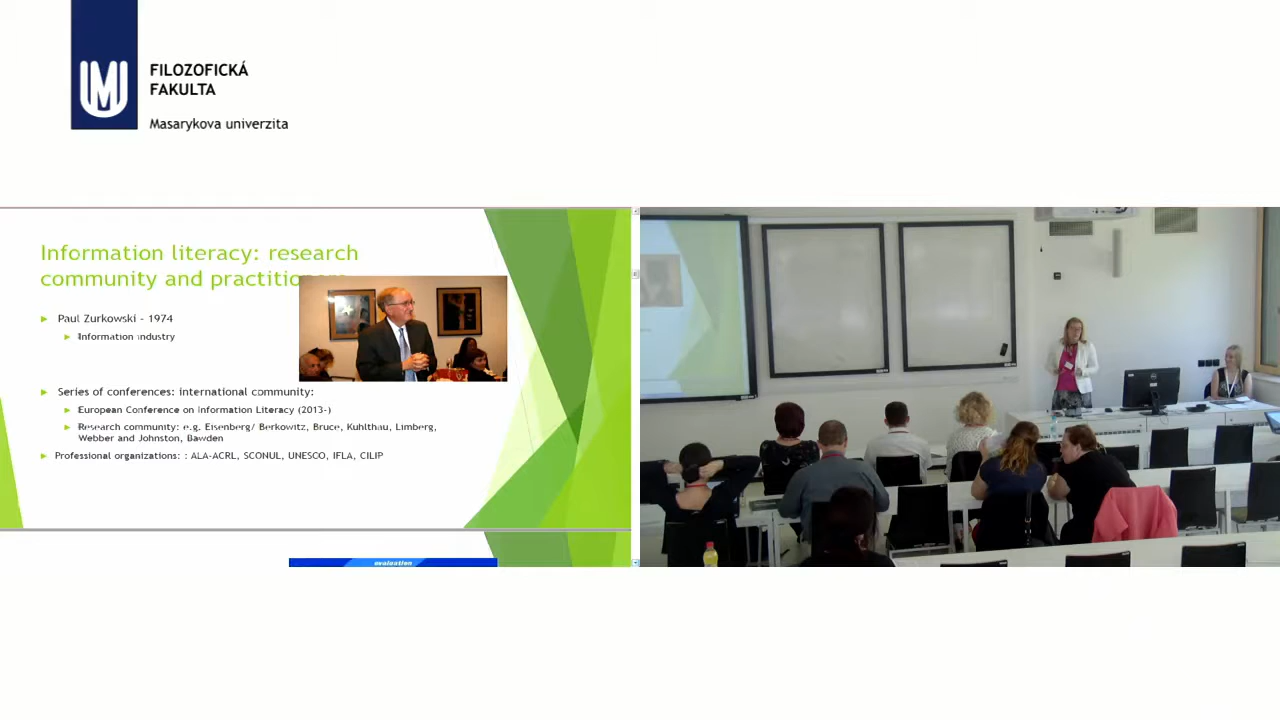 FILOZOFICKÁ
FAKULTA
Masarykova univerzita
Information literacy: research
community and
Paul Zurkowski - 1974
Information industry
Series of conferences: international community:
European Conference on Information Literacy (2013-)
Research community: e.g. Eisenberg/ Berkowitz, Bruce, Kuhlthau, Limberg,
Webber and Johnston, Bawden
Professional organizations: : ALA-ACRL, SCONUL, UNESCO, IFLA, CILIP
evaluation